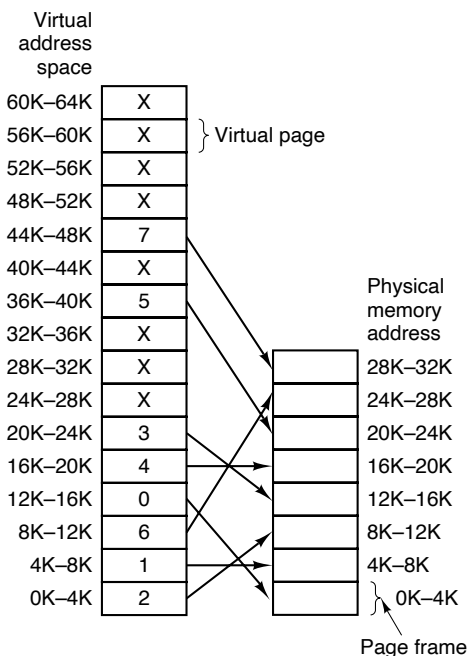 Virtual
address
space
60K–64K X
56K–60K X Virtual page
52K–56K X
48K–52K X
44K–48K 7
40K–44K X
36K–40K 5
32K–36K X
28K–32K X
24K–28K X
20K–24K 3
16K–20K 4
12K–16K 0
8K–12K 6
4K–8K 1
0K–4K 2
Physical
memory
address
28K–32K
24K–28K
20K–24K
16K–20K
12K–16K
8K–12K
4K–8K
0K–4K
Page frame